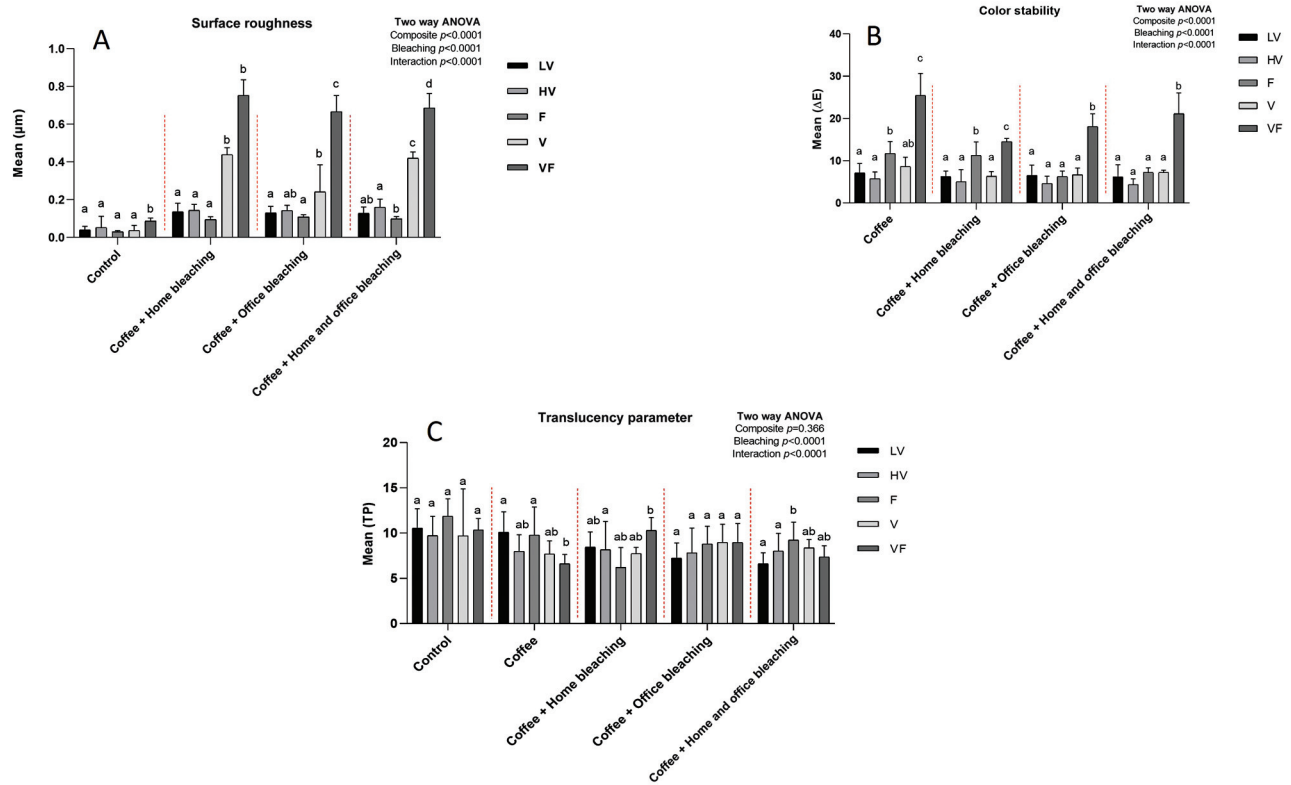 A
Surface roughness
Two way ANOVA
Composite p<0.0001
Bleaching p<0.0001
Interaction p<0.0001
Mean (µm)
1.0
0.8
0.6
0.4
0.2
0.0
a a a a b
a a a b b
a ab a b c
ab a b c d
Control
Coffee + Home bleaching
Coffee + Office bleaching
Coffee + Home and office bleaching
LV
HV
F
V
VF
B
Color stability
Two way ANOVA
Composite p<0.0001
Bleaching p<0.0001
Interaction p<0.0001
Mean (ΔE)
40
30
20
10
0
a a b ab c
a a b a c
a a a a b
a a a a b
Coffee
Coffee + Home bleaching
Coffee + Office bleaching
Coffee + Home and office bleaching
LV
HV
F
V
VF
C
Translucency parameter
Two way ANOVA
Composite p=0.366
Bleaching p<0.0001
Interaction p<0.0001
Mean (TP)
20
15
10
5
0
a a a a a
a ab a ab b
ab a ab ab b
a a a a a
a a b ab ab
Control
Coffee
Coffee + Home bleaching
Coffee + Office bleaching
Coffee + Home and office bleaching
LV
HV
F
V
VF